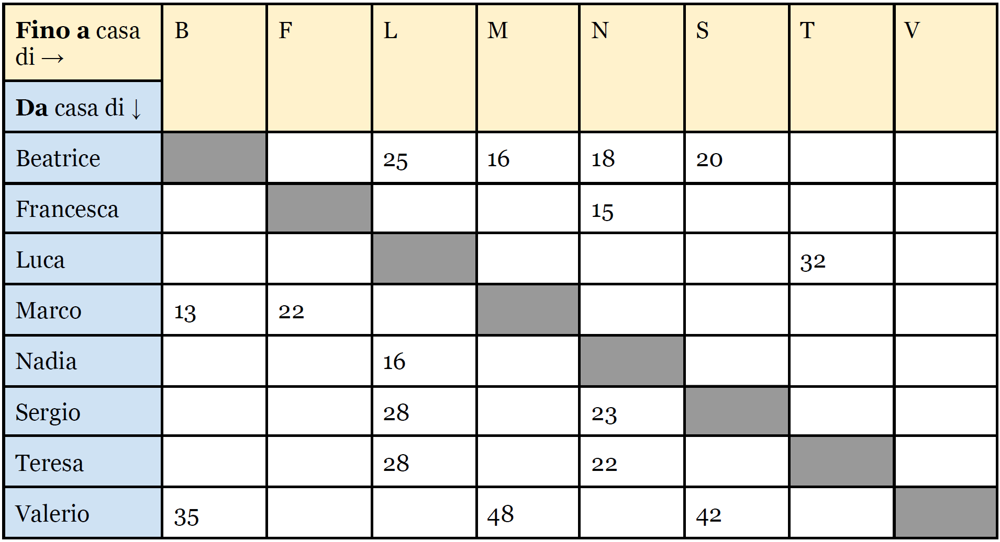 Fino a casa di → B F L M N S T V
Da casa di ↓
Beatrice 25 16 18 20
Francesca 15
Luca 32
Marco 13 22
Nadia 16
Sergio 28 23
Teresa 28 22
Valerio 35 48 42